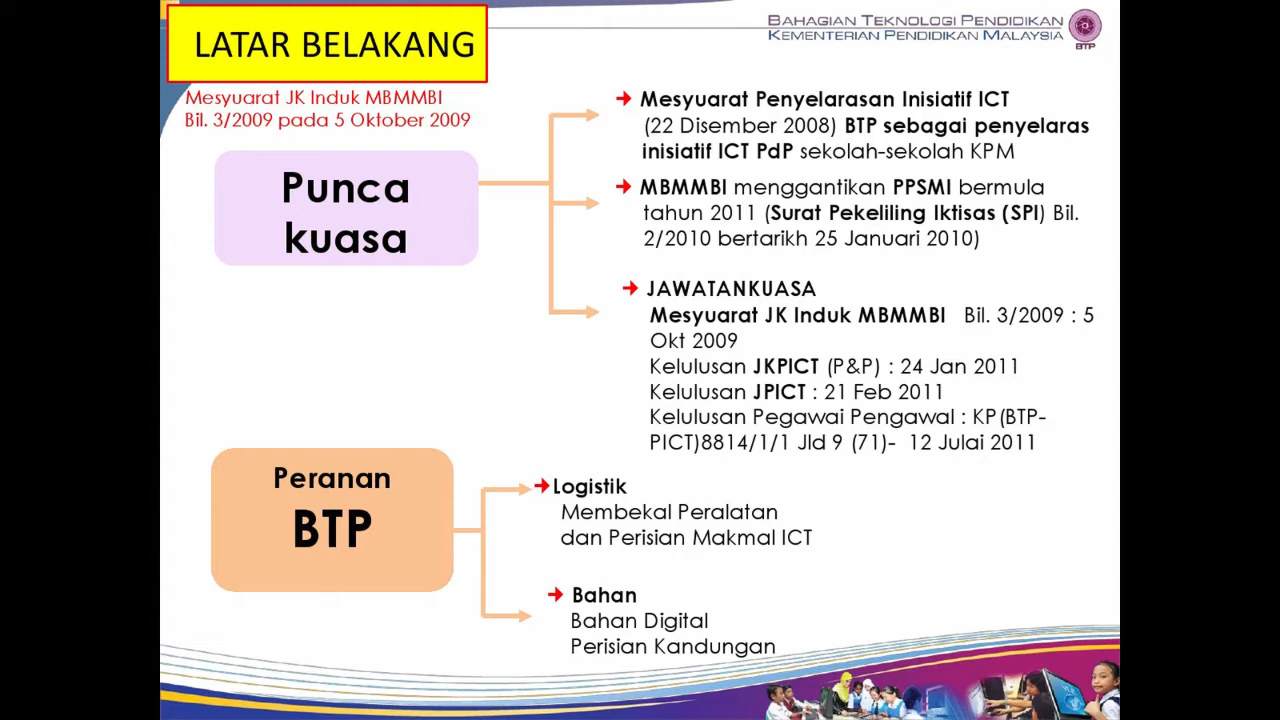 LATAR BELAKANG
BAHAGIAN TEKNOLOGI PENDIDIKAN
KEMENTERIAN PENDIDIKAN MALAYSIA
BTP
Mesyuarat JK Induk MBMMBI
Bil. 3/2009 pada 5 Oktober 2009
Punca
kuasa
Mesyuarat Penyelarasan Inisiatif ICT
(22 Disember 2008) BTP sebagai penyelaras
inisiatif ICT PdP sekolah-sekolah KPM
MBMMBI menggantikan PPSMI bermula
tahun 2011 (Surat Pekeliling Iktisas (SPI) Bil.
2/2010 bertarikh 25 Januari 2010)
JAWATANKUASA
Mesyuarat JK Induk MBMMBI Bil. 3/2009 : 5
Okt 2009
Kelulusan JKPICT (P&P) : 24 Jan 2011
Kelulusan JPICT : 21 Feb 2011
Kelulusan Pegawai Pengawal : KP(BTP-
PICT)8814/1/1 Jld 9 (71)- 12 Julai 2011
Peranan
BTP
Logistik
Membekal Peralatan
dan Perisian Makmal ICT
Bahan
Bahan Digital
Perisian Kandungan